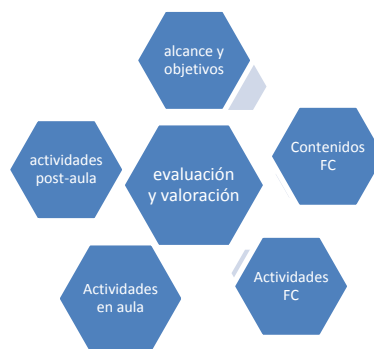 alcance y
objetivos
Contenidos
FC
evaluación
y valoración
actividades
post-aula
Actividades
FC
Actividades
en aula